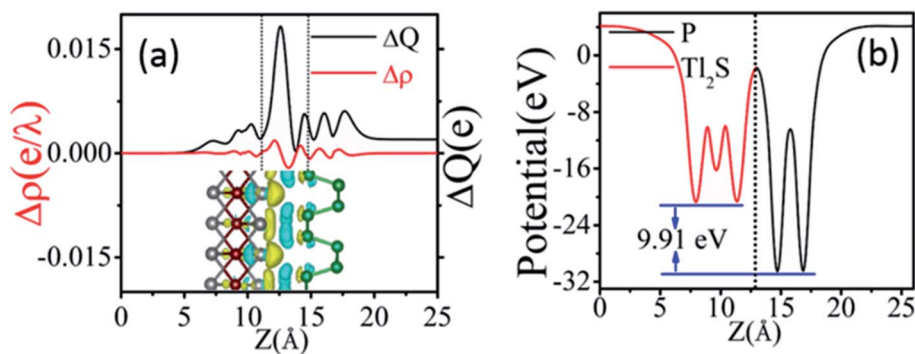 (a)
ΔQ
Δρ
Δρ(e/λ)
ΔQ(e)
0.015
0.000
-0.015
0 5 10 15 20 25
Z(Å)
(b)
P
Tl₂S
Potential(eV)
0
-8
-16
-24
-32
9.91 eV
0 5 10 15 20 25
Z(Å)